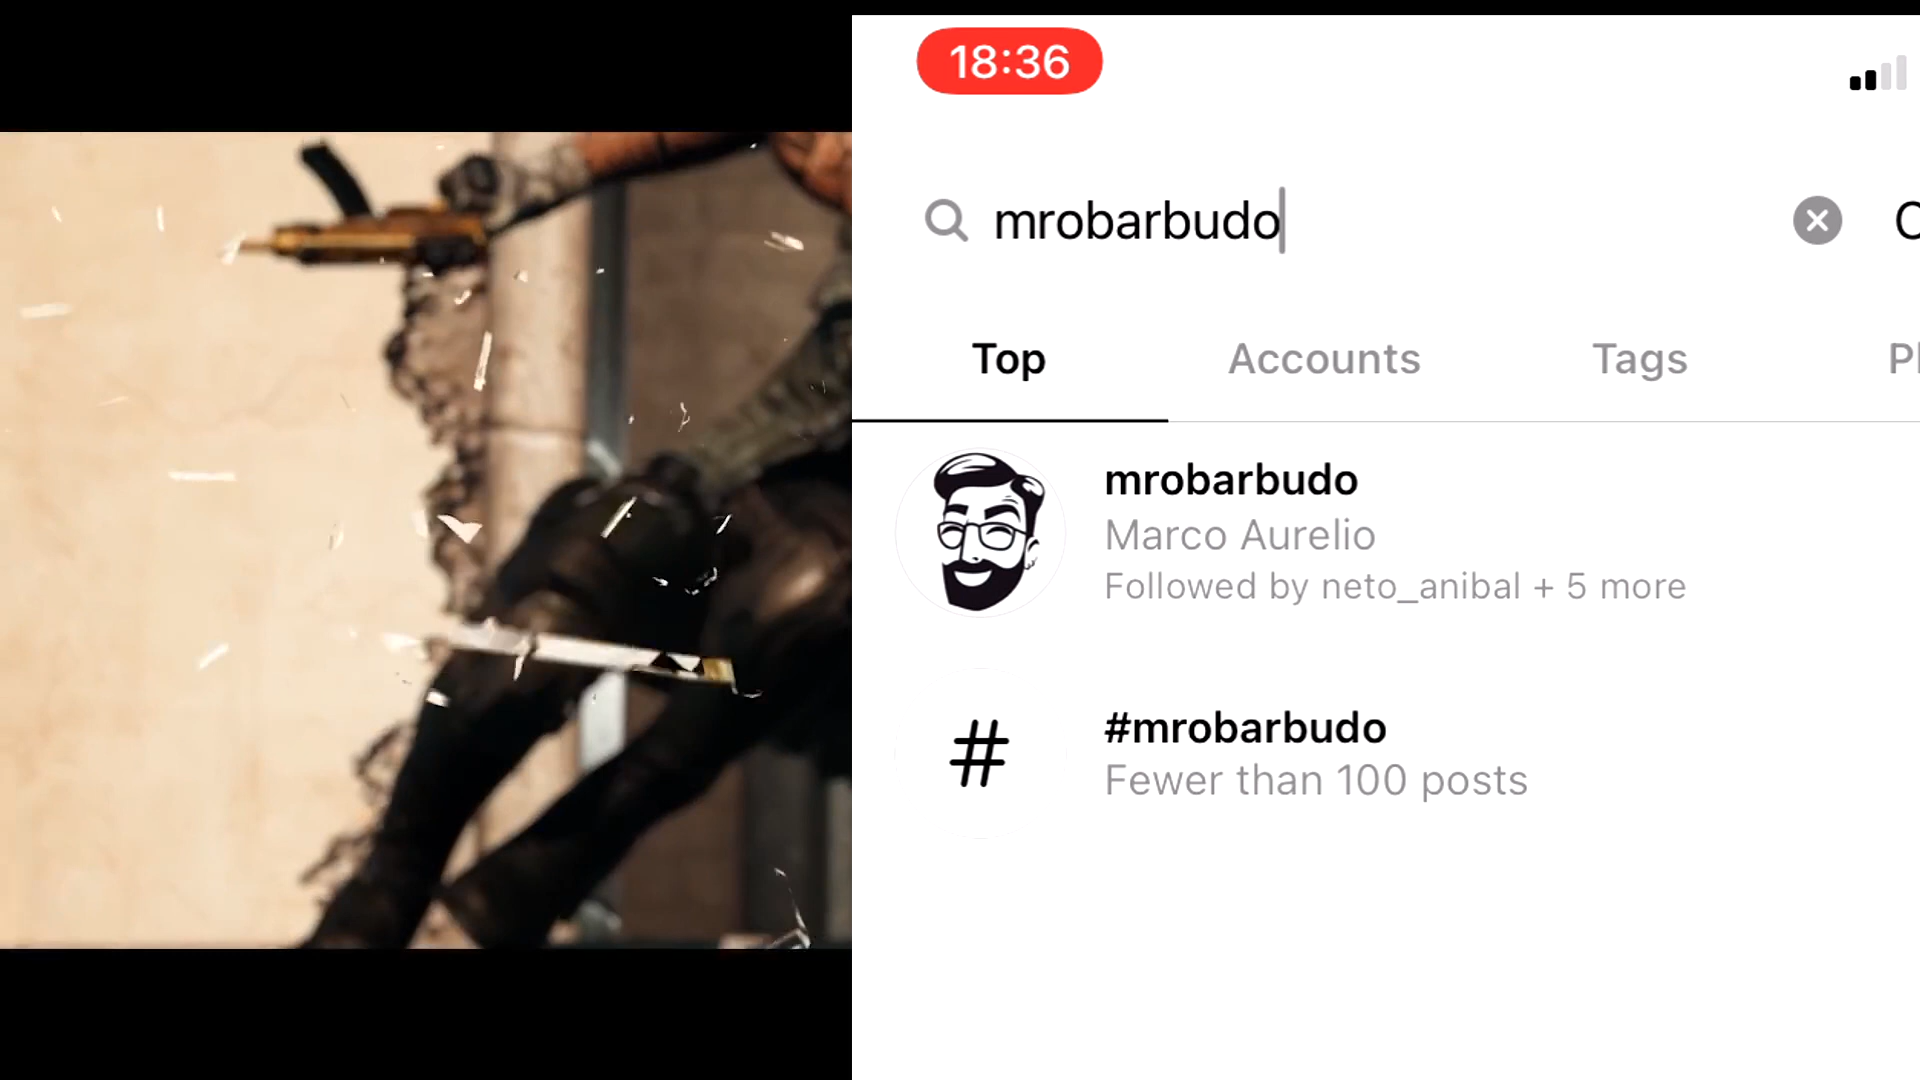 18:36
mrobarbudo
Top Accounts Tags
mrobarbudo
Marco Aurelio
Followed by neto_anibal + 5 more
#
#mrobarbudo
Fewer than 100 posts